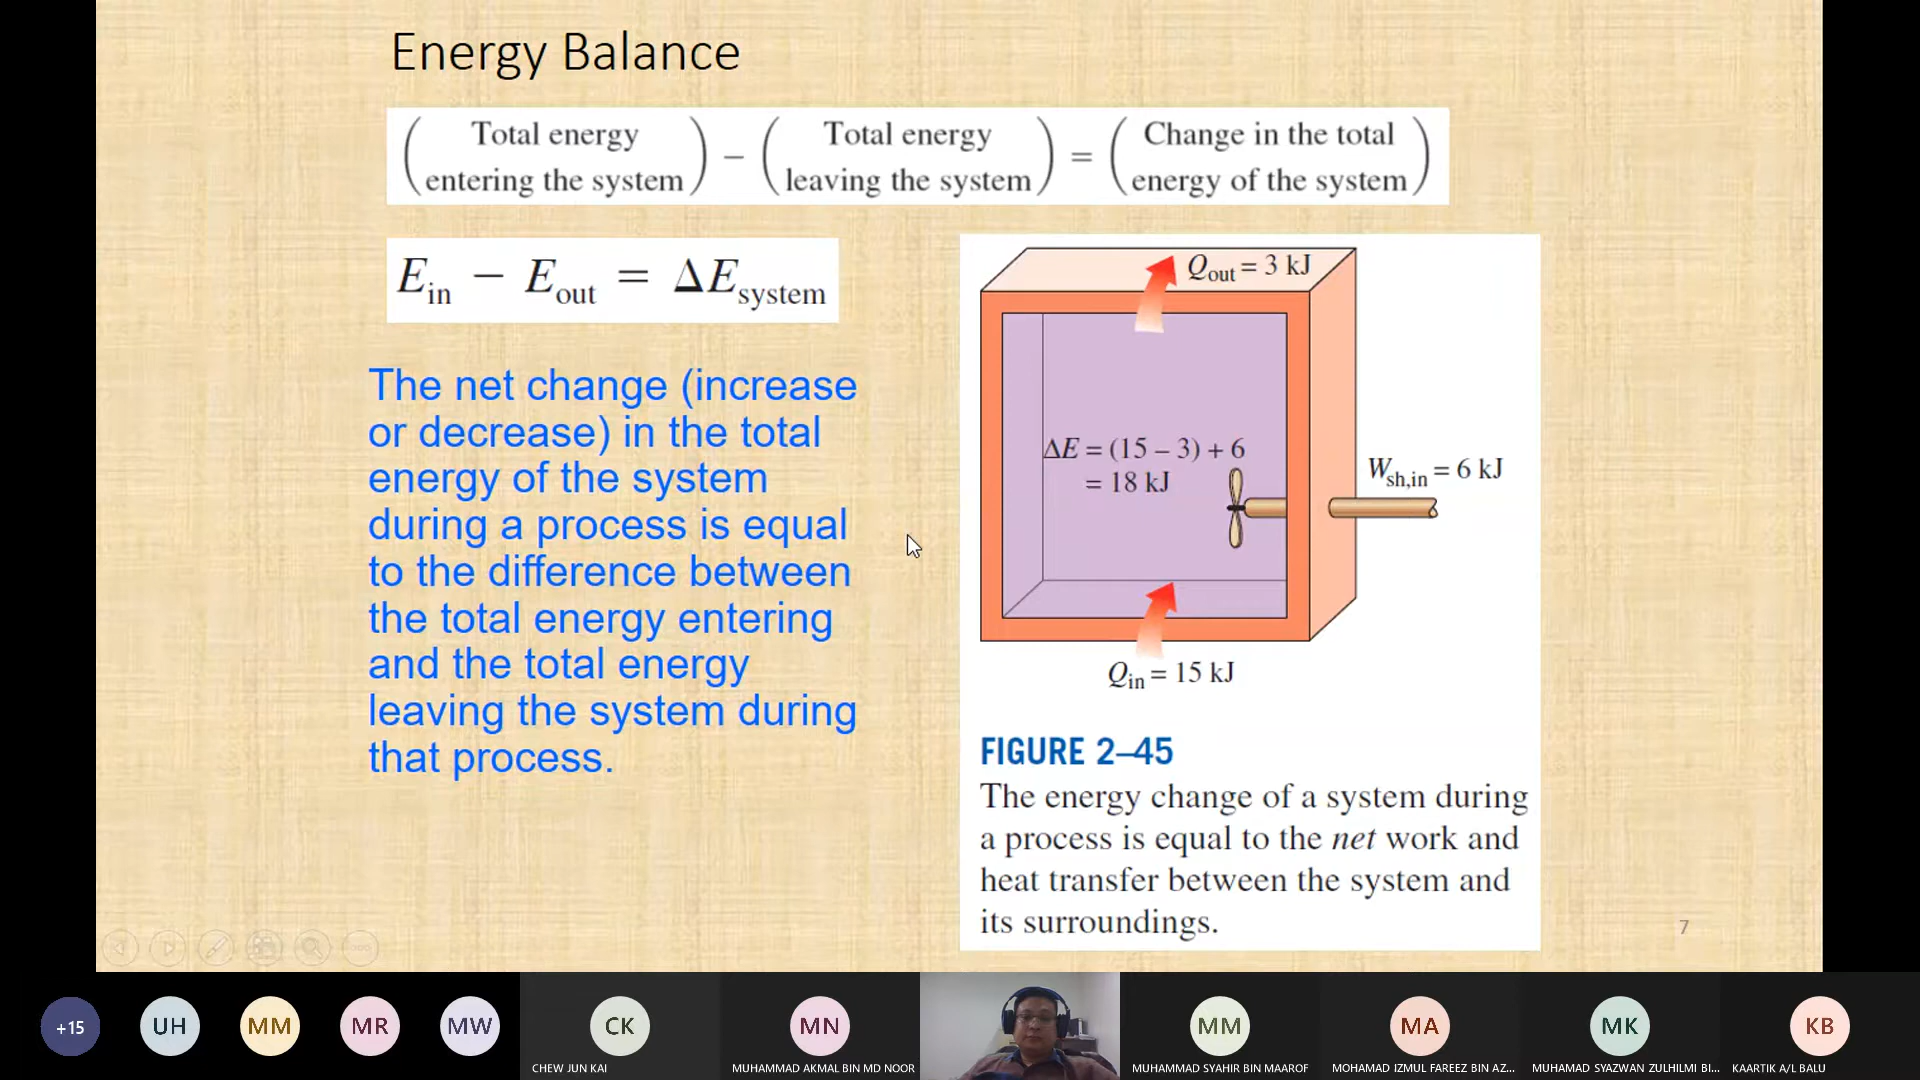 Energy Balance
(Total energy entering the system) − (Total energy leaving the system) = (Change in the total energy of the system)
E_in − E_out = ΔE_system
The net change (increase
or decrease) in the total
energy of the system
during a process is equal
to the difference between
the total energy entering
and the total energy
leaving the system during
that process.
Q_out = 3 kJ
ΔE = (15 – 3) + 6
= 18 kJ
W_sh,in = 6 kJ
Q_in = 15 kJ
FIGURE 2–45
The energy change of a system during
a process is equal to the net work and
heat transfer between the system and
its surroundings.
7
+15
UH
MM
MR
MW
CK
MN
MM
MA
MK
KB
CHEW JUN KAI
MUHAMMAD AKMAL BIN MD NOOR
MUHAMMAD SYAHIR BIN MAAROF
MOHAMAD IZMUL FAREEZ BIN AZ...
MUHAMAD SYAZWAN ZULHILMI BI...
KAARTIK A/L BALU